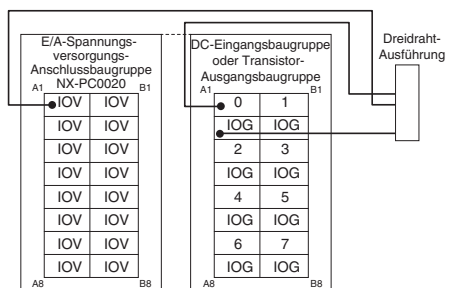 E/A-Spannungs-
versorgungs-
Anschlussbaugruppe
NX-PC0020
A1 B1
IOV IOV
IOV IOV
IOV IOV
IOV IOV
IOV IOV
IOV IOV
IOV IOV
IOV IOV
A8 B8
DC-Eingangsbaugruppe
oder Transistor-
Ausgangsbaugruppe
A1 B1
0 1
IOG IOG
2 3
IOG IOG
4 5
IOG IOG
6 7
IOG IOG
A8 B8
Dreidraht-
Ausführung